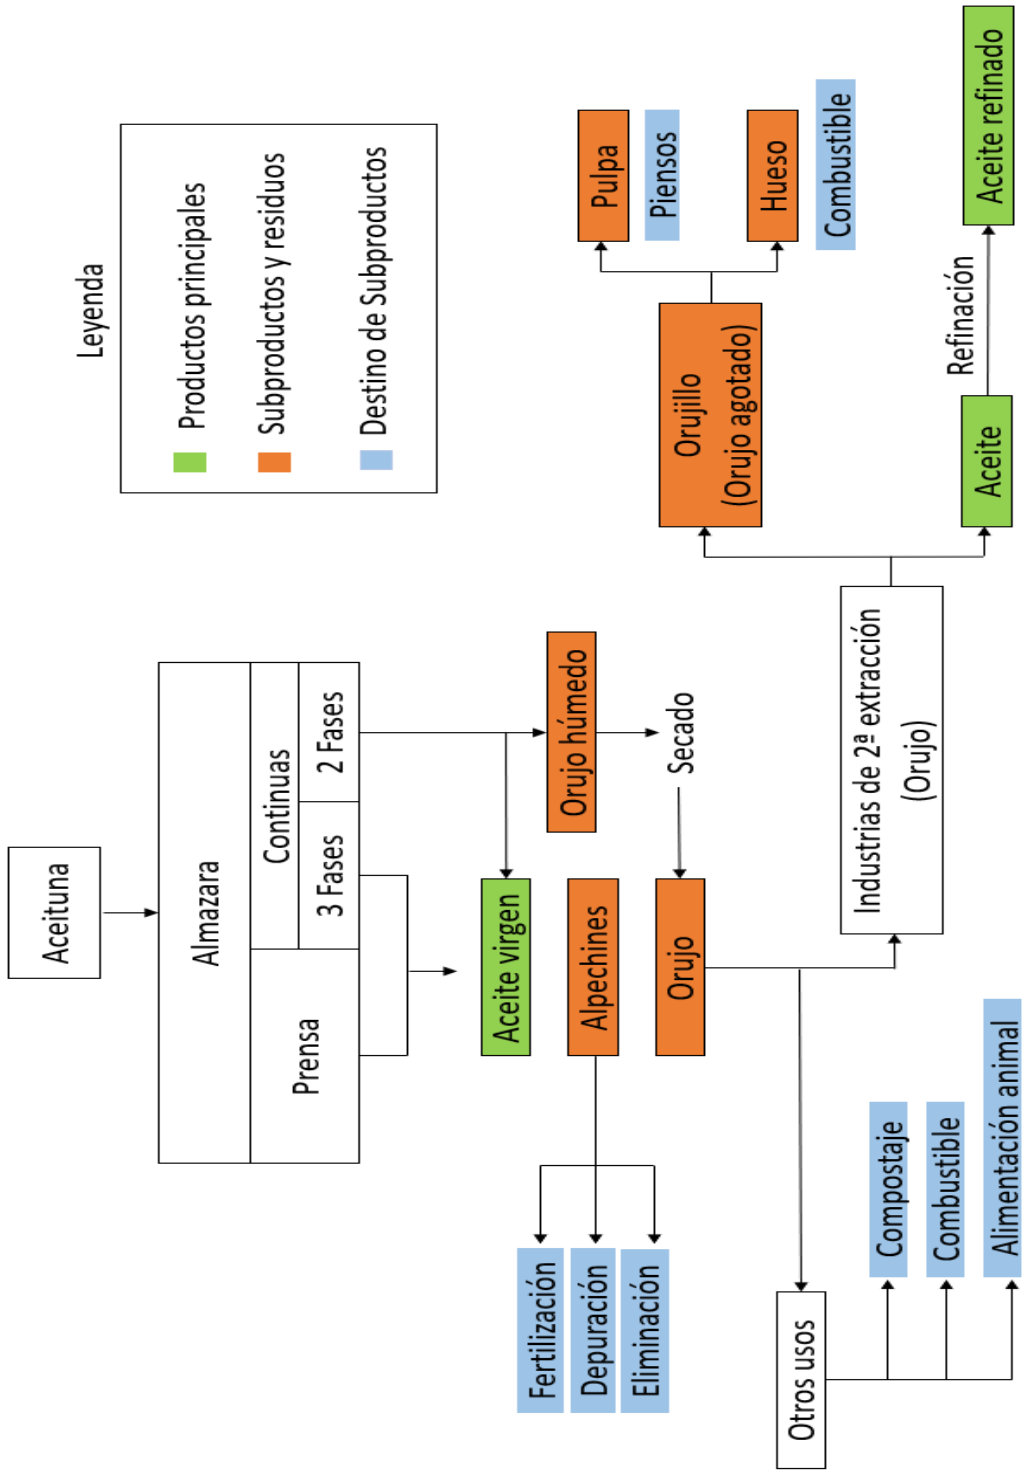 Aceituna
Almazara
Prensa
Continuas
3 Fases
2 Fases
Leyenda
Productos principales
Subproductos y residuos
Destino de Subproductos
Aceite virgen
Alpechines
Orujo
Orujo húmedo
Secado
Fertilización
Depuración
Eliminación
Otros usos
Compostaje
Combustible
Alimentación animal
Industrias de 2ª extracción
(Orujo)
Orujillo
(Orujo agotado)
Pulpa
Piensos
Hueso
Combustible
Aceite
Refinación
Aceite refinado